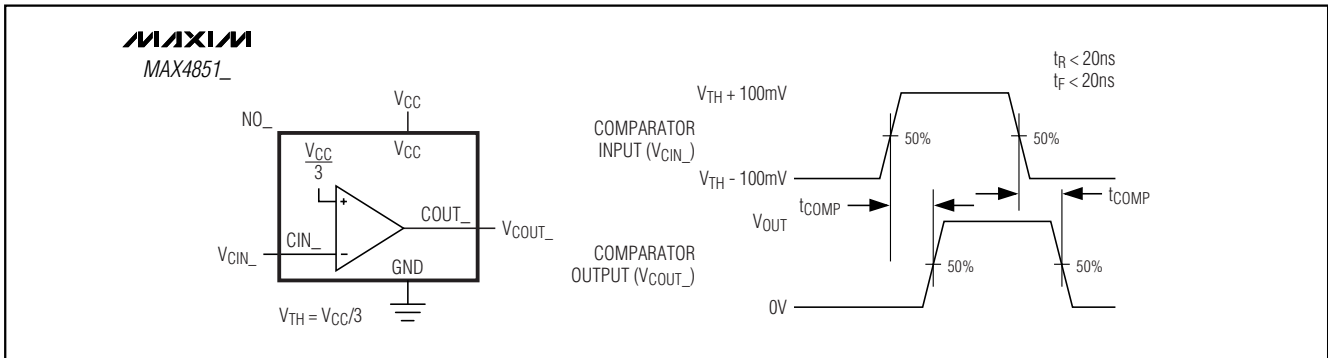 MAXIM
MAX4851_
NO_
VCC
VCC
VCC
3
+
-
CIN_
VCIN_
COUT_
VCOUT_
GND
VTH = VCC/3
tR < 20ns
tF < 20ns
VTH + 100mV
COMPARATOR
INPUT (VCIN_)
50%
50%
VTH - 100mV
tCOMP
tCOMP
VOUT
COMPARATOR
OUTPUT (VCOUT_)
50%
50%
0V